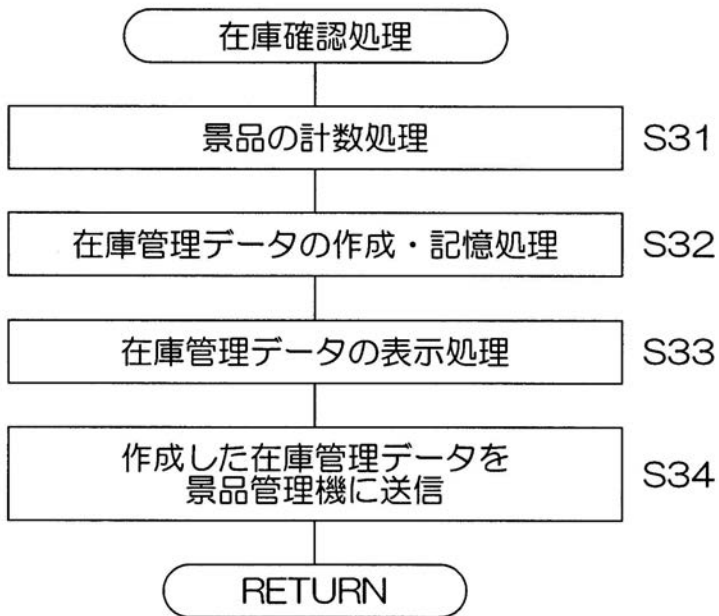 在庫確認処理
景品の計数処理 S31
在庫管理データの作成・記憶処理 S32
在庫管理データの表示処理 S33
作成した在庫管理データを
景品管理機に送信 S34
RETURN